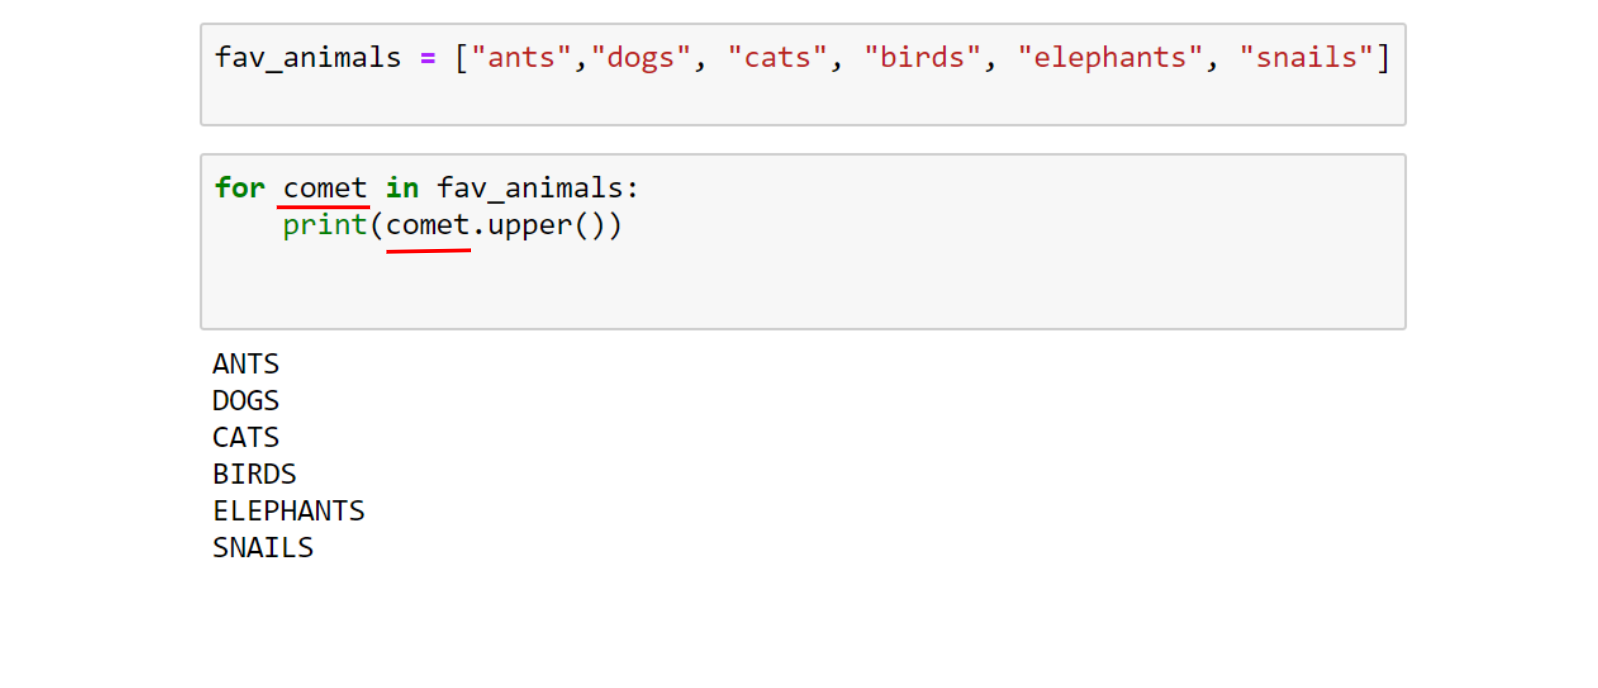 fav_animals = ["ants","dogs", "cats", "birds", "elephants", "snails"]
for comet in fav_animals:
    print(comet.upper())
ANTS
DOGS
CATS
BIRDS
ELEPHANTS
SNAILS